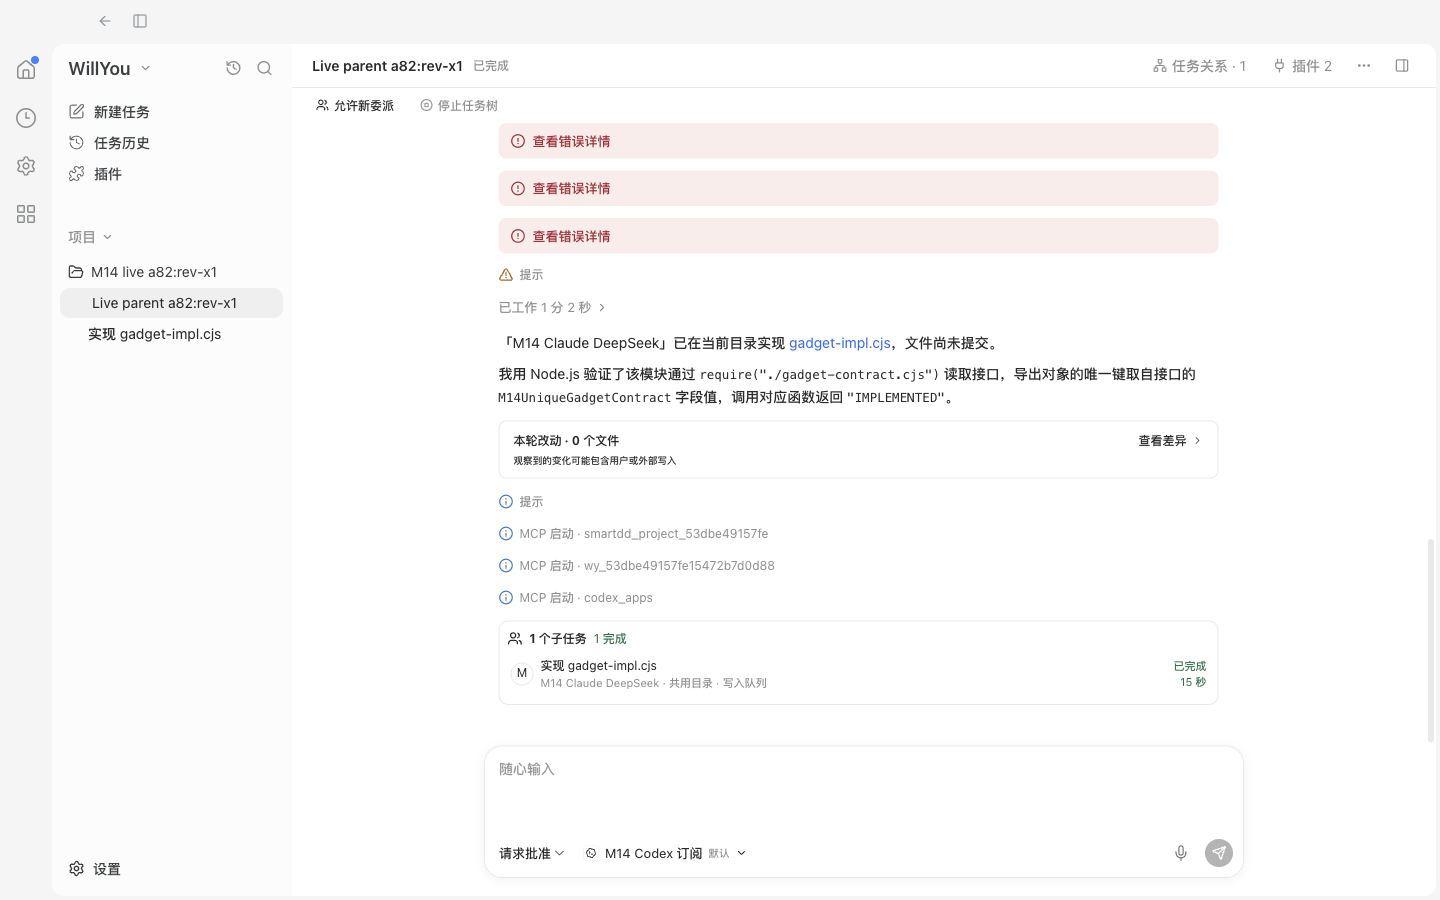 WillYou
新建任务
任务历史
插件
项目
M14 live a82:rev-x1
Live parent a82:rev-x1
实现 gadget-impl.cjs
设置
Live parent a82:rev-x1 已完成
任务关系 · 1 插件 2
允许新委派 停止任务树
查看错误详情
查看错误详情
查看错误详情
提示
已工作 1 分 2 秒
「M14 Claude DeepSeek」已在当前目录实现 gadget-impl.cjs，文件尚未提交。
我用 Node.js 验证了该模块通过 require("./gadget-contract.cjs") 读取接口，导出对象的唯一键取自接口的
M14UniqueGadgetContract 字段值，调用对应函数返回 "IMPLEMENTED"。
本轮改动 · 0 个文件 查看差异
观察到的变化可能包含用户或外部写入
提示
MCP 启动 · smartdd_project_53dbe49157fe
MCP 启动 · wy_53dbe49157fe15472b7d0d88
MCP 启动 · codex_apps
1 个子任务 1 完成
M
实现 gadget-impl.cjs 已完成
M14 Claude DeepSeek · 共用目录 · 写入队列 15 秒
随心输入
请求批准 M14 Codex 订阅 默认